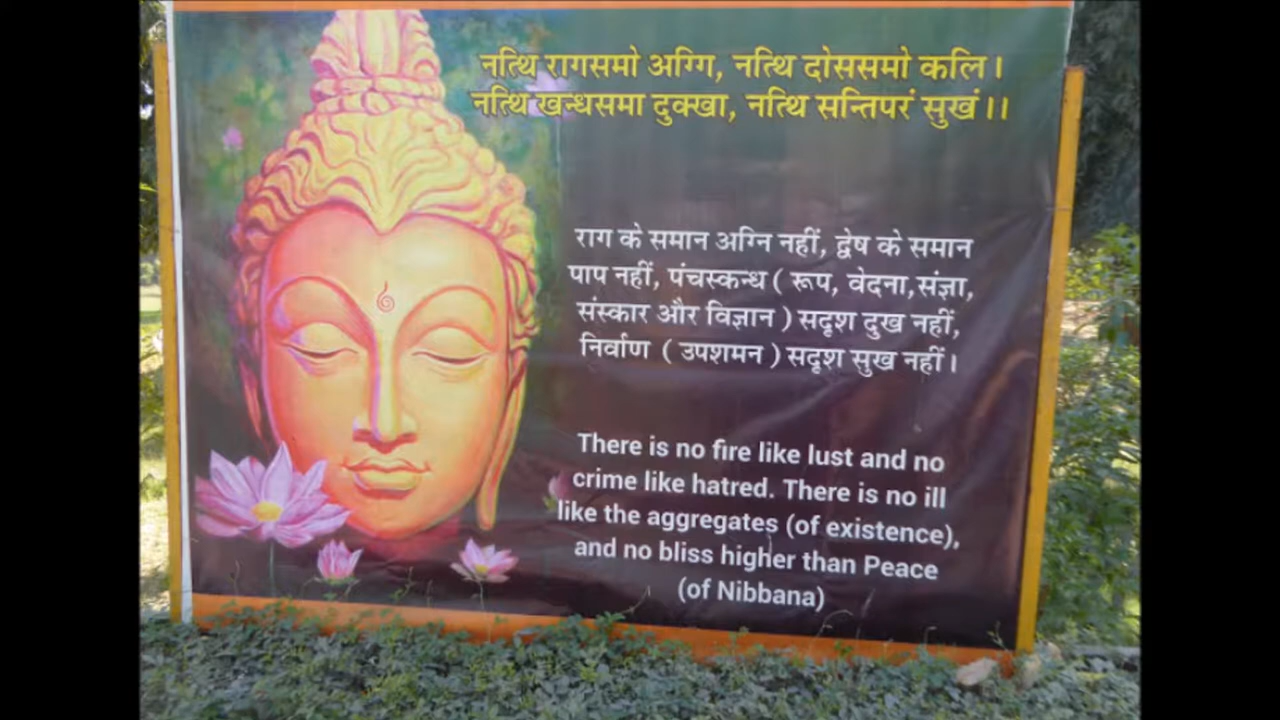 नत्थि रागसमो अग्गि, नत्थि दोससमो कलि।
नत्थि खन्धसमा दुक्खा, नत्थि सन्तिपरं सुखं।।
राग के समान अग्नि नहीं, द्वेष के समान
पाप नहीं, पंचस्कन्ध ( रूप, वेदना,संज्ञा,
संस्कार और विज्ञान ) सदृश दुख नहीं,
निर्वाण ( उपशमन ) सदृश सुख नहीं।
There is no fire like lust and no
crime like hatred. There is no ill
like the aggregates (of existence),
and no bliss higher than Peace
(of Nibbana)